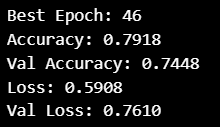 Best Epoch: 46
Accuracy: 0.7918
Val Accuracy: 0.7448
Loss: 0.5908
Val Loss: 0.7610